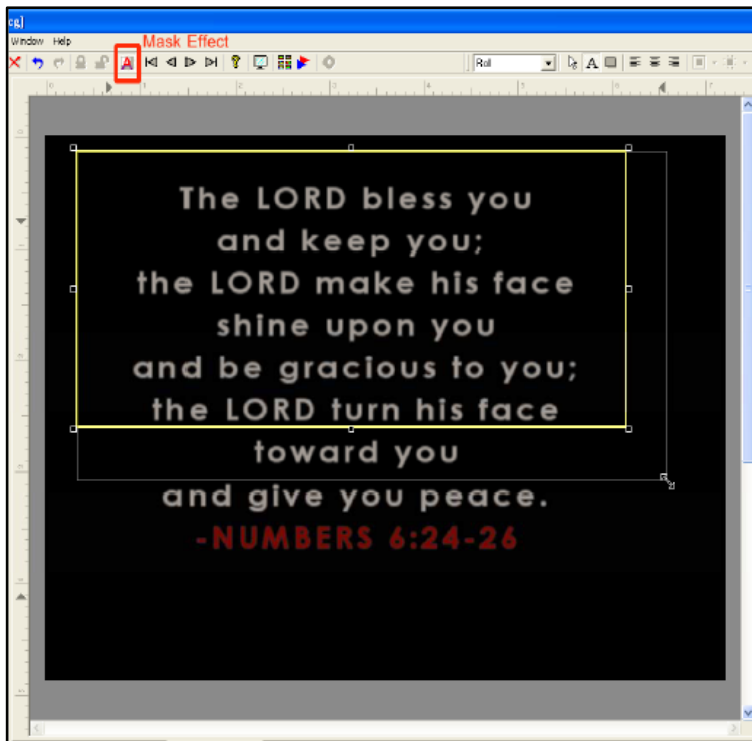 cg]
Window Help
Mask Effect
A
Roll
A
The LORD bless you
and keep you;
the LORD make his face
shine upon you
and be gracious to you;
the LORD turn his face
toward you
and give you peace.
-NUMBERS 6:24-26